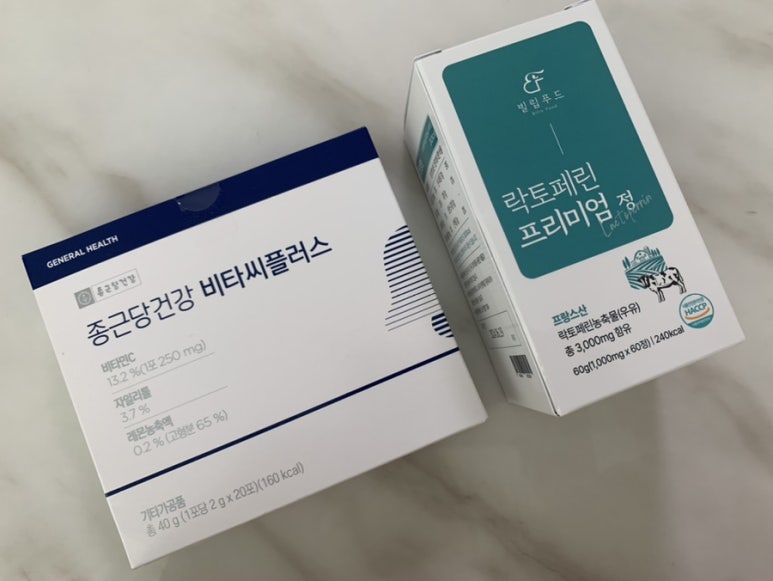 GENERAL HEALTH
종근당건강
종근당건강 비타씨플러스
비타민C
13.2 %(1포 250 mg)
자일리톨
3.7 %
레몬농축액
0.2 % (고형분 65 %)
기타가공품
총 40 g (1포당 2 g x 20포)(160 kcal)
빌립푸드
락토페린
프리미엄 정
Lactoferrin
프랑스산
락토페린농축물(우유)
총 3,000mg 함유
60g(1,000mg x 60정) | 240kcal
HACCP